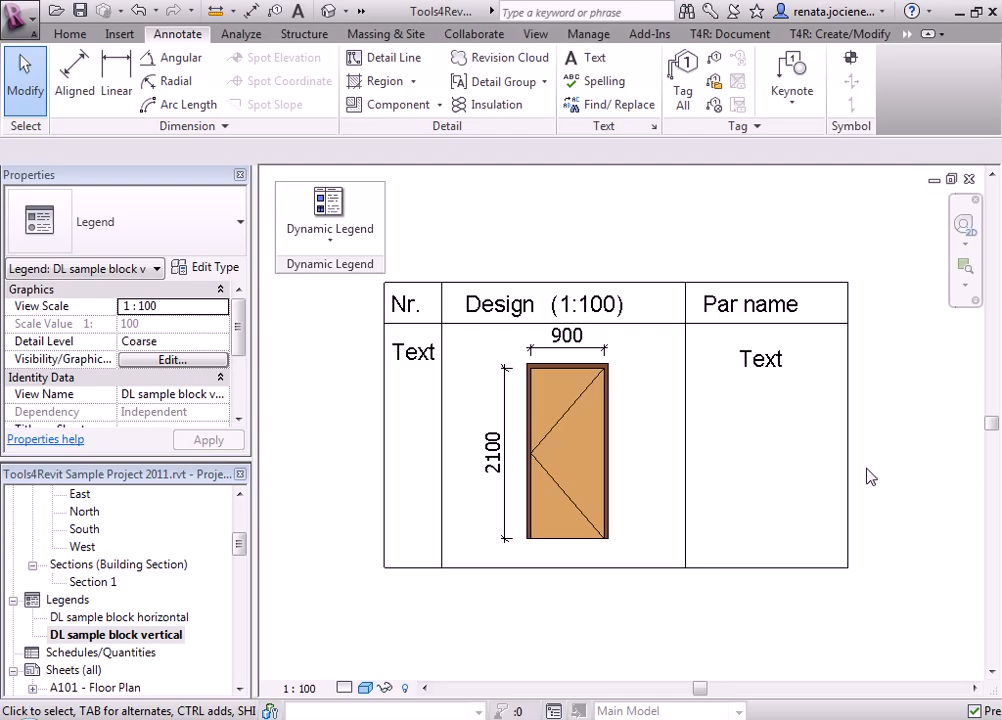 Tools4Rev...
Type a keyword or phrase
renata.jociene...
Home Insert Annotate Analyze Structure Massing & Site Collaborate View Manage Add-Ins T4R: Document T4R: Create/Modify
Modify
Select
Aligned
Linear
Angular
Radial
Arc Length
Spot Elevation
Spot Coordinate
Spot Slope
Dimension
Detail Line
Region
Component
Revision Cloud
Detail Group
Insulation
Detail
Text
Spelling
Find/ Replace
Text
Tag
All
Tag
Keynote
Symbol
Properties
Legend
Legend: DL sample block v
Edit Type
Graphics
View Scale 1 : 100
Scale Value 1: 100
Detail Level Coarse
Visibility/Graphic... Edit...
Identity Data
View Name DL sample block v...
Dependency Independent
Properties help
Apply
Tools4Revit Sample Project 2011.rvt - Proje...
East
North
South
West
Sections (Building Section)
Section 1
Legends
DL sample block horizontal
DL sample block vertical
Schedules/Quantities
Sheets (all)
A101 - Floor Plan
Dynamic Legend
Dynamic Legend
Nr. Design (1:100) Par name
Text
900
2100
Text
2D
1 : 100
Click to select, TAB for alternates, CTRL adds, SHI
:0
Main Model
Pre